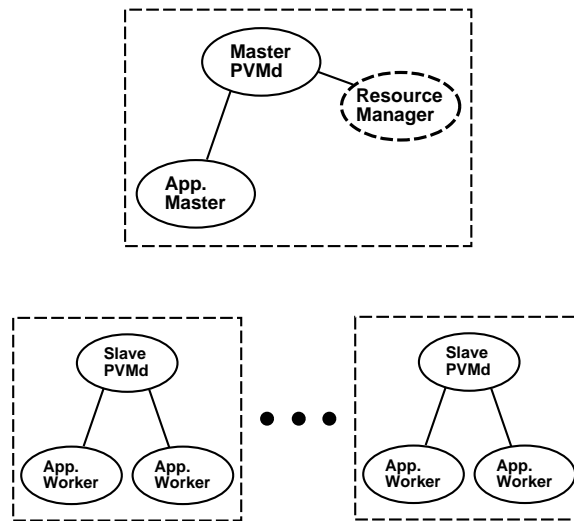 Master
PVMd
Resource
Manager
App.
Master
Slave
PVMd
App.
Worker
App.
Worker
Slave
PVMd
App.
Worker
App.
Worker